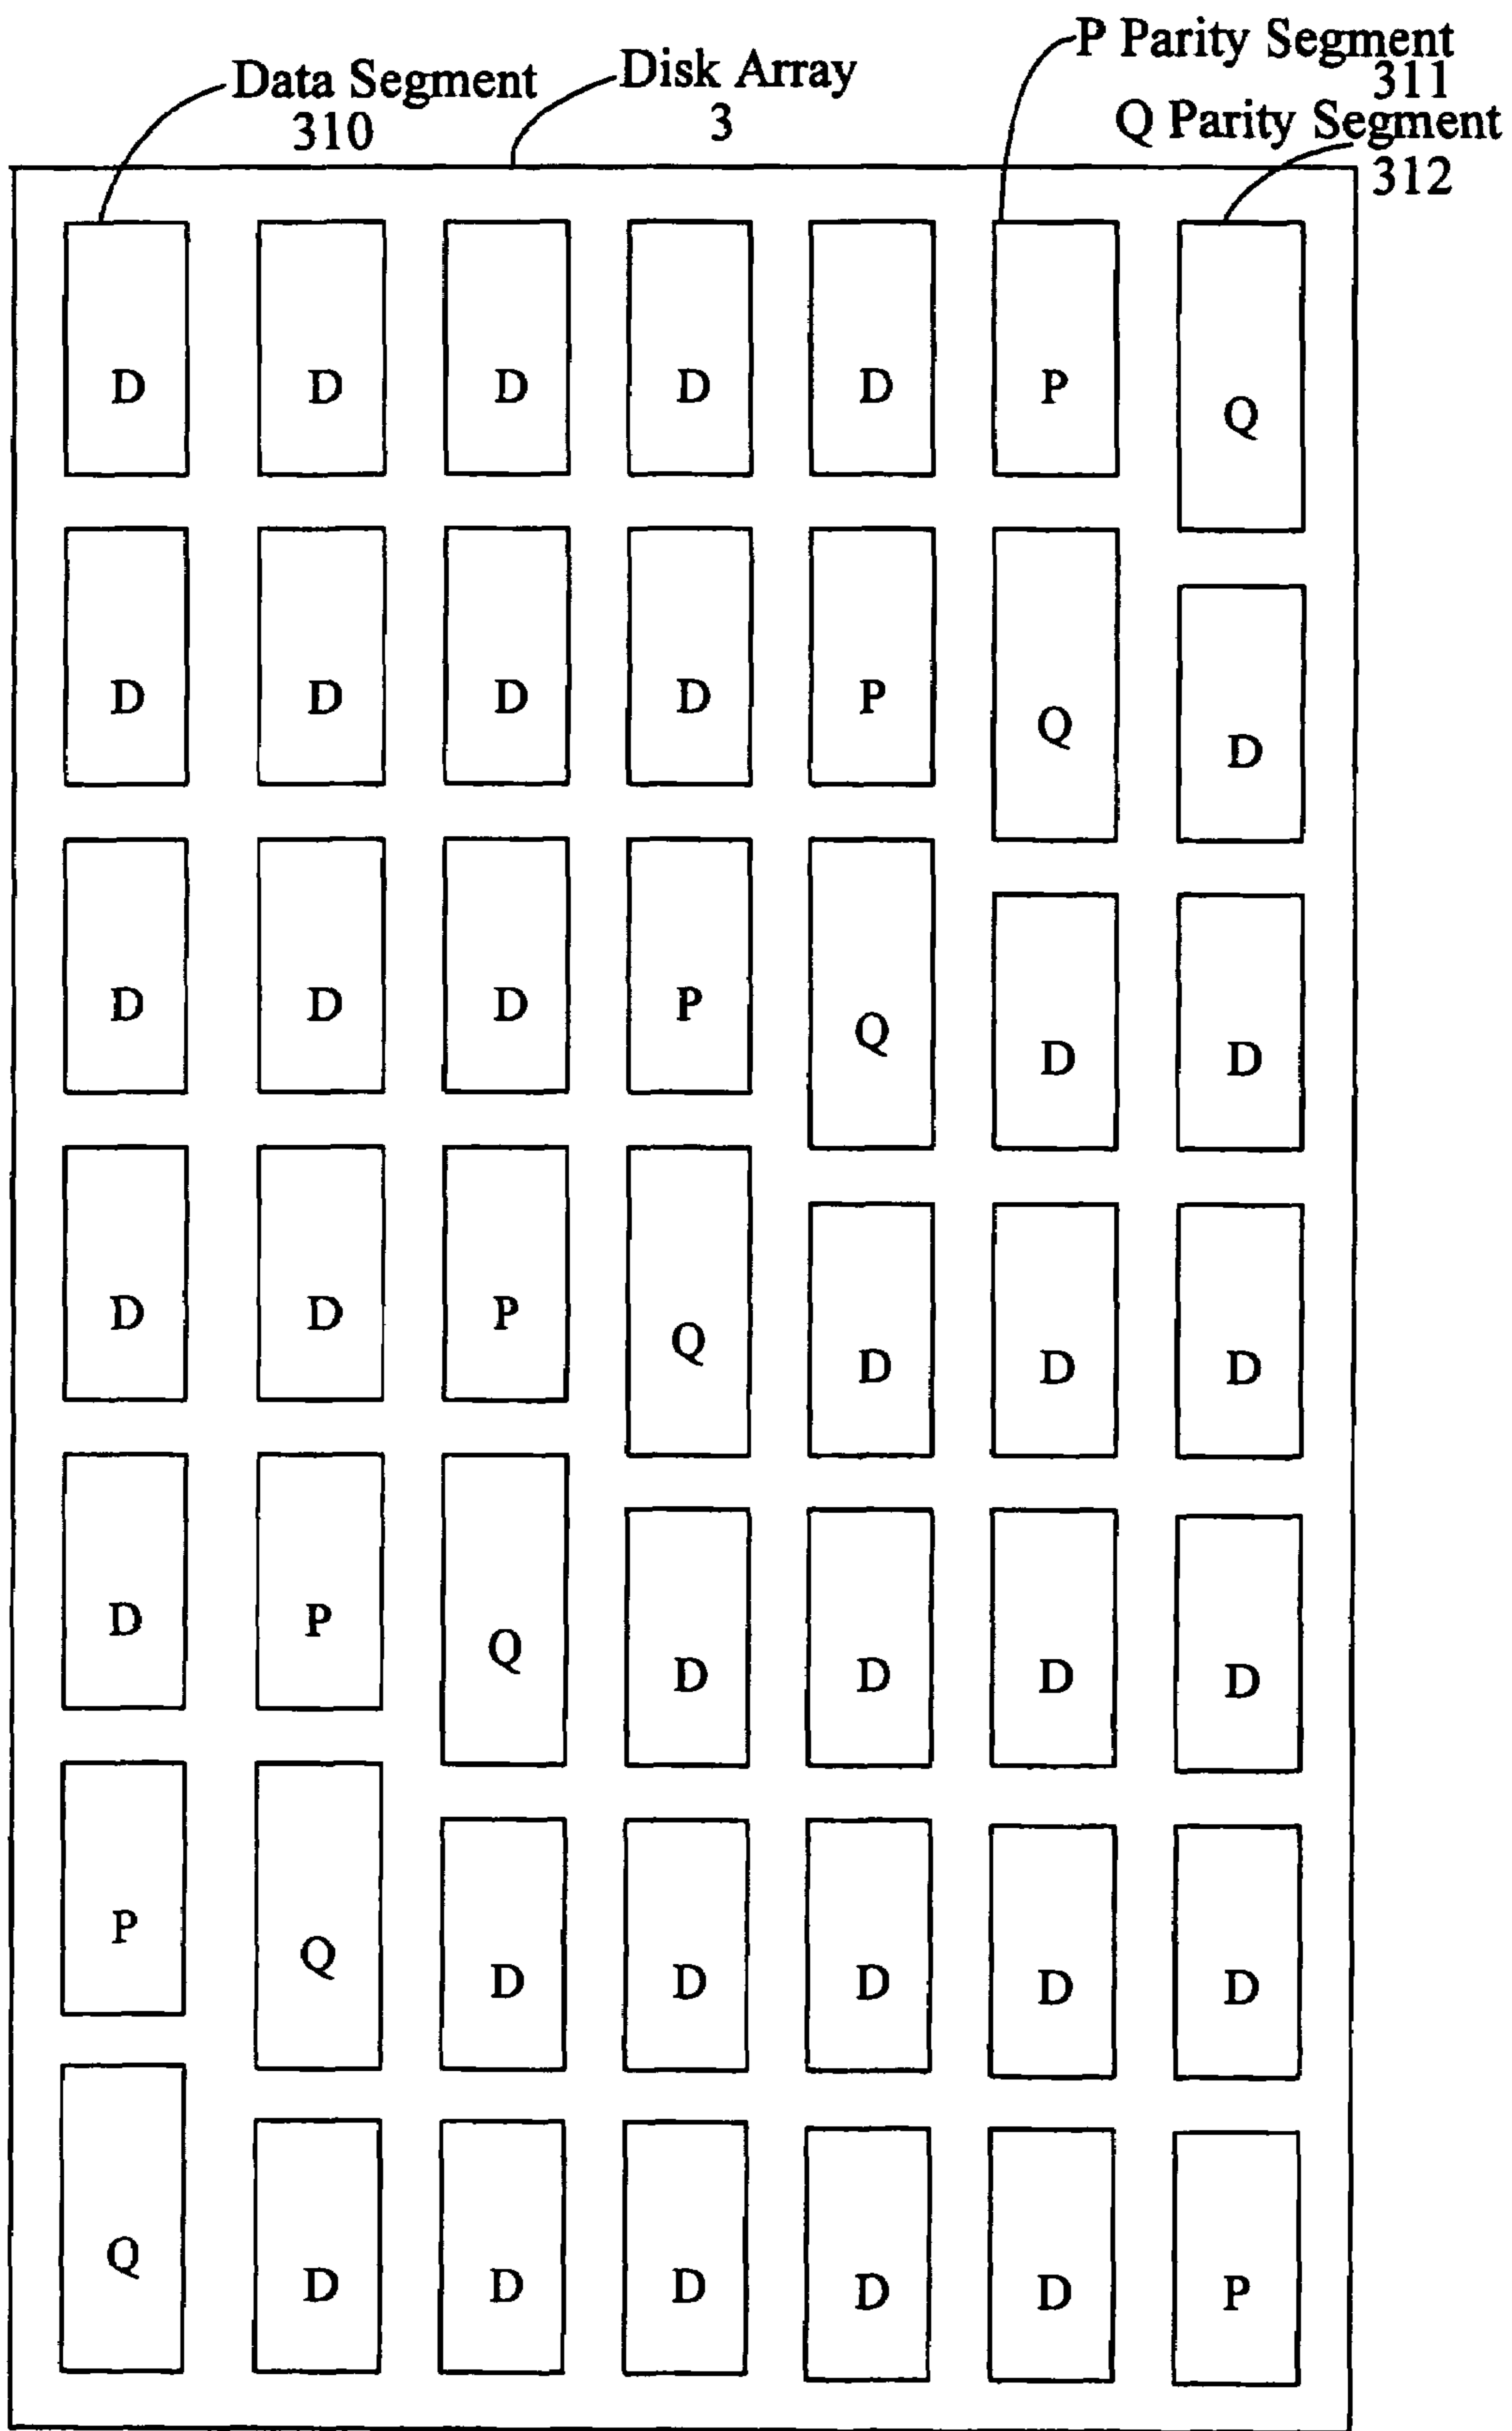 P Parity Segment
311
Data Segment
310
Disk Array
3
Q Parity Segment
312
D D D D D P Q
D D D D P Q D
D D D P Q D D
D D P Q D D D
D P Q D D D D
P Q D D D D D
Q D D D D D P